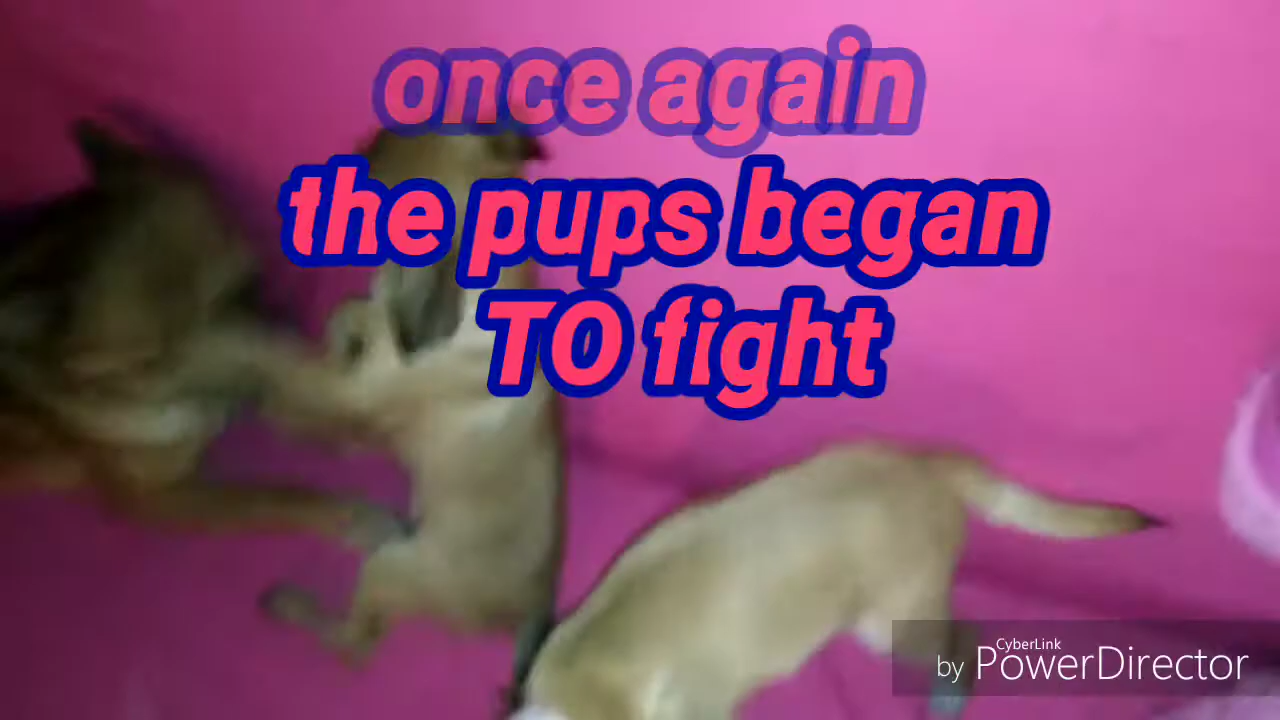 once again
the pups began
TO fight
CyberLink
by PowerDirector